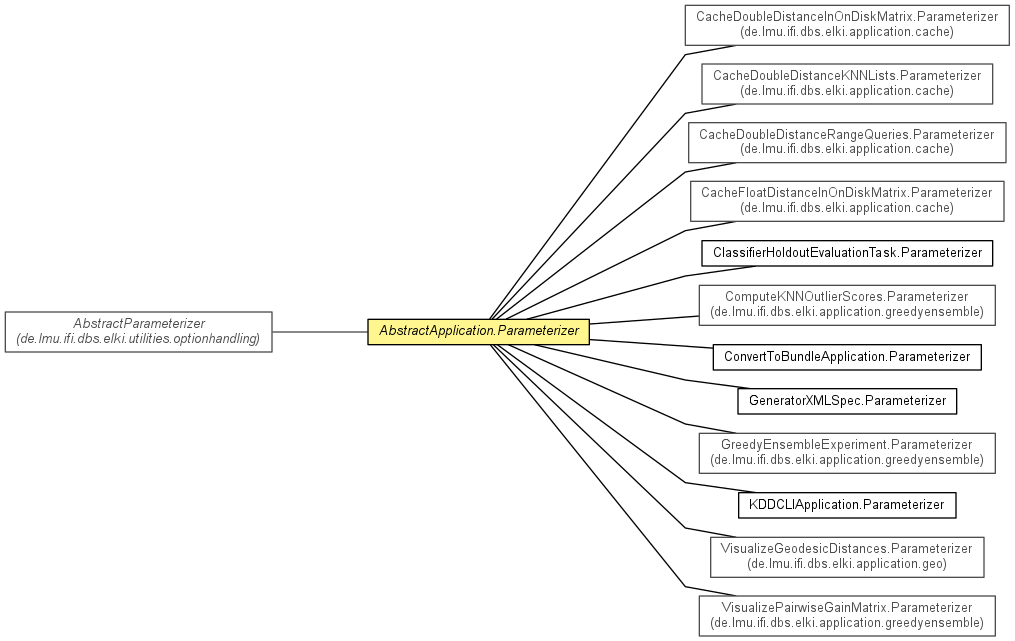 CacheDoubleDistanceInOnDiskMatrix.Parameterizer
(de.lmu.ifi.dbs.elki.application.cache)
CacheDoubleDistanceKNNLists.Parameterizer
(de.lmu.ifi.dbs.elki.application.cache)
CacheDoubleDistanceRangeQueries.Parameterizer
(de.lmu.ifi.dbs.elki.application.cache)
CacheFloatDistanceInOnDiskMatrix.Parameterizer
(de.lmu.ifi.dbs.elki.application.cache)
ClassifierHoldoutEvaluationTask.Parameterizer
ComputeKNNOutlierScores.Parameterizer
(de.lmu.ifi.dbs.elki.application.greedyensemble)
AbstractParameterizer
(de.lmu.ifi.dbs.elki.utilities.optionhandling)
AbstractApplication.Parameterizer
ConvertToBundleApplication.Parameterizer
GeneratorXMLSpec.Parameterizer
GreedyEnsembleExperiment.Parameterizer
(de.lmu.ifi.dbs.elki.application.greedyensemble)
KDDCLIApplication.Parameterizer
VisualizeGeodesicDistances.Parameterizer
(de.lmu.ifi.dbs.elki.application.geo)
VisualizePairwiseGainMatrix.Parameterizer
(de.lmu.ifi.dbs.elki.application.greedyensemble)